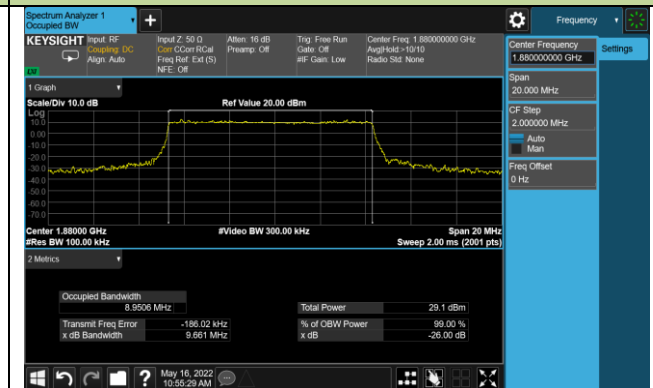 Spectrum Analyzer 1
Occupied BW
Frequency
KEYSIGHT
Input: RF
Coupling: DC
Align: Auto
Input Z: 50 Ω
Corr CCorr RCal
Freq Ref: Ext (S)
NFE: Off
Atten: 16 dB
Preamp: Off
Trig: Free Run
Gate: Off
#IF Gain: Low
Center Freq: 1.880000000 GHz
Avg|Hold:>10/10
Radio Std: None
Center Frequency
1.880000000 GHz
Settings
Span
20.000 MHz
CF Step
2.000000 MHz
Auto
Man
Freq Offset
0 Hz
1 Graph
Scale/Div 10.0 dB
Ref Value 20.00 dBm
Log
10.0
0.00
-10.0
-20.0
-30.0
-40.0
-50.0
-60.0
-70.0
Center 1.88000 GHz
#Video BW 300.00 kHz
Span 20 MHz
#Res BW 100.00 kHz
Sweep 2.00 ms (2001 pts)
2 Metrics
Occupied Bandwidth
8.9506 MHz
Total Power
29.1 dBm
Transmit Freq Error
-186.02 kHz
% of OBW Power
99.00 %
x dB Bandwidth
9.661 MHz
x dB
-26.00 dB
?
May 16, 2022
10:55:29 AM